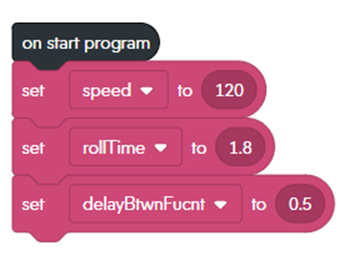 on start program
set speed to 120
set rollTime to 1.8
set delayBtwnFucnt to 0.5